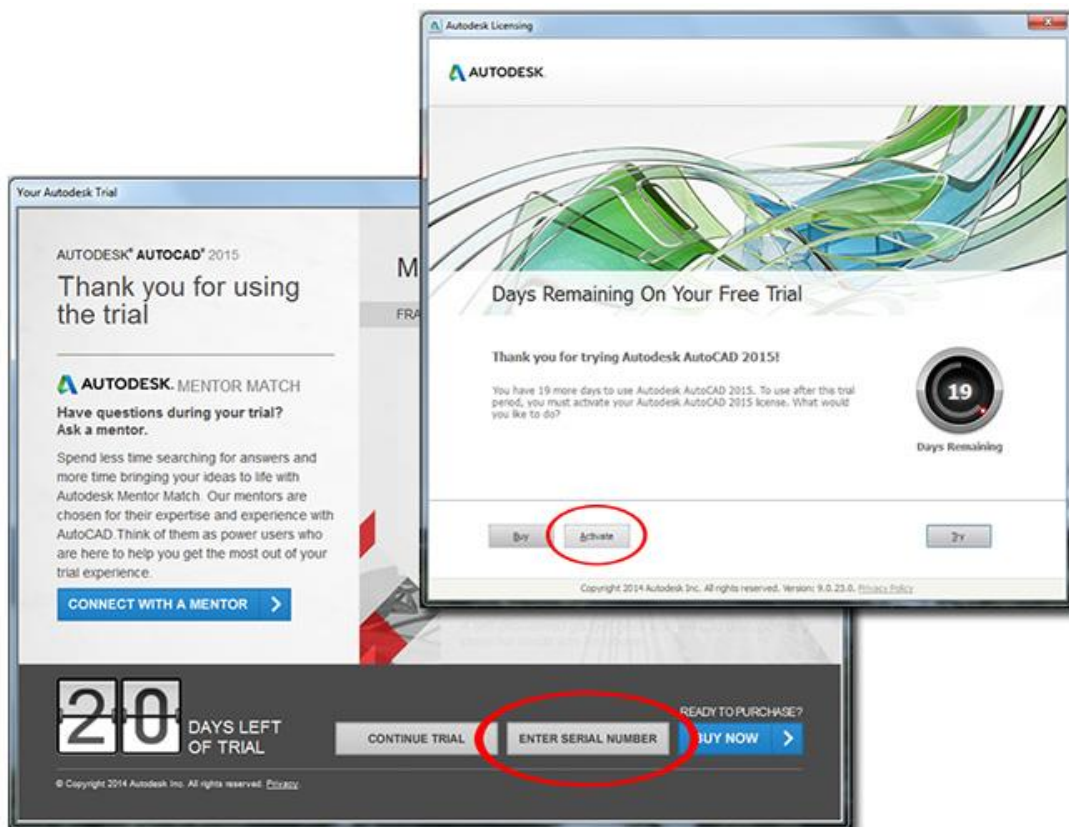 Autodesk Licensing
AUTODESK.
Days Remaining On Your Free Trial
Thank you for trying Autodesk AutoCAD 2015!
You have 19 more days to use Autodesk AutoCAD 2015. To use after this trial
period, you must activate your Autodesk AutoCAD 2015 license. What would
you like to do?
19
Days Remaining
Buy
Activate
Try
Copyright 2014 Autodesk Inc. All rights reserved. Version: 9.0.23.0. Privacy Policy
Your Autodesk Trial
AUTODESK® AUTOCAD® 2015
Thank you for using
the trial
AUTODESK. MENTOR MATCH
Have questions during your trial?
Ask a mentor.
Spend less time searching for answers and
more time bringing your ideas to life with
Autodesk Mentor Match. Our mentors are
chosen for their expertise and experience with
AutoCAD.Think of them as power users who
are here to help you get the most out of your
trial experience.
CONNECT WITH A MENTOR
M
FRA
20
DAYS LEFT
OF TRIAL
CONTINUE TRIAL
ENTER SERIAL NUMBER
READY TO PURCHASE?
BUY NOW
© Copyright 2014 Autodesk Inc. All rights reserved. Privacy.